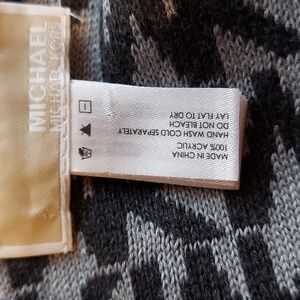 MICHAEL
MICHAEL KORS
MADE IN CHINA
100% ACRYLIC
HAND WASH COLD SEPARATELY
DO NOT BLEACH
LAY FLAT TO DRY